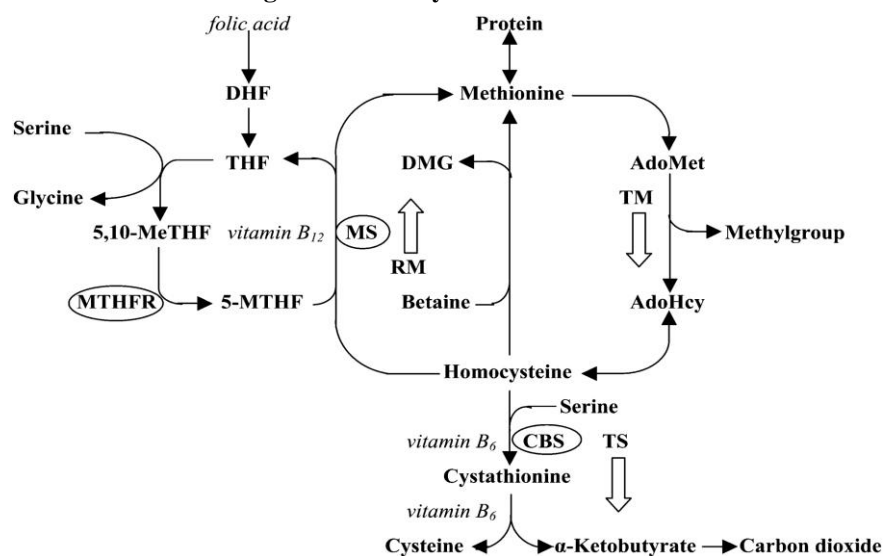 folic acid
Protein
DHF
Methionine
Serine
THF
DMG
AdoMet
Glycine
TM
5,10-MeTHF
vitamin B12
MS
Methylgroup
RM
MTHFR
5-MTHF
Betaine
AdoHcy
Homocysteine
Serine
vitamin B6
CBS
TS
Cystathionine
vitamin B6
Cysteine
α-Ketobutyrate
Carbon dioxide